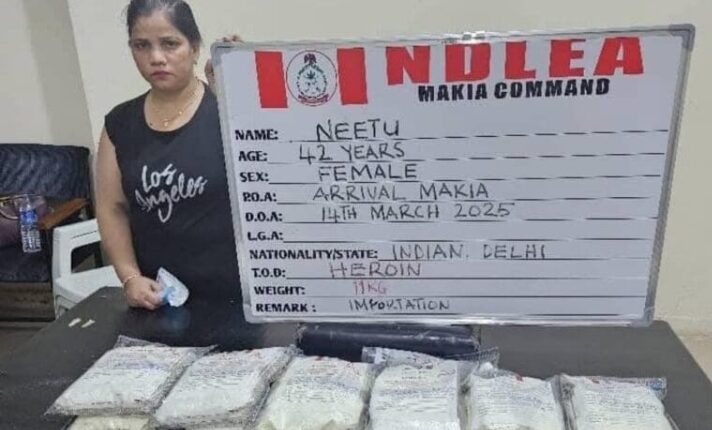 NDLEA
MAKIA COMMAND
NAME: NEETU
AGE: 42 YEARS
SEX: FEMALE
P.O.A: ARRIVAL MAKIA
D.O.A: 14TH MARCH 2025
L.G.A:
NATIONALITY/STATE: INDIAN. DELHI
T.O.D: HEROIN
WEIGHT: 11KG
REMARK: IMPORTATION
Los
Angeles